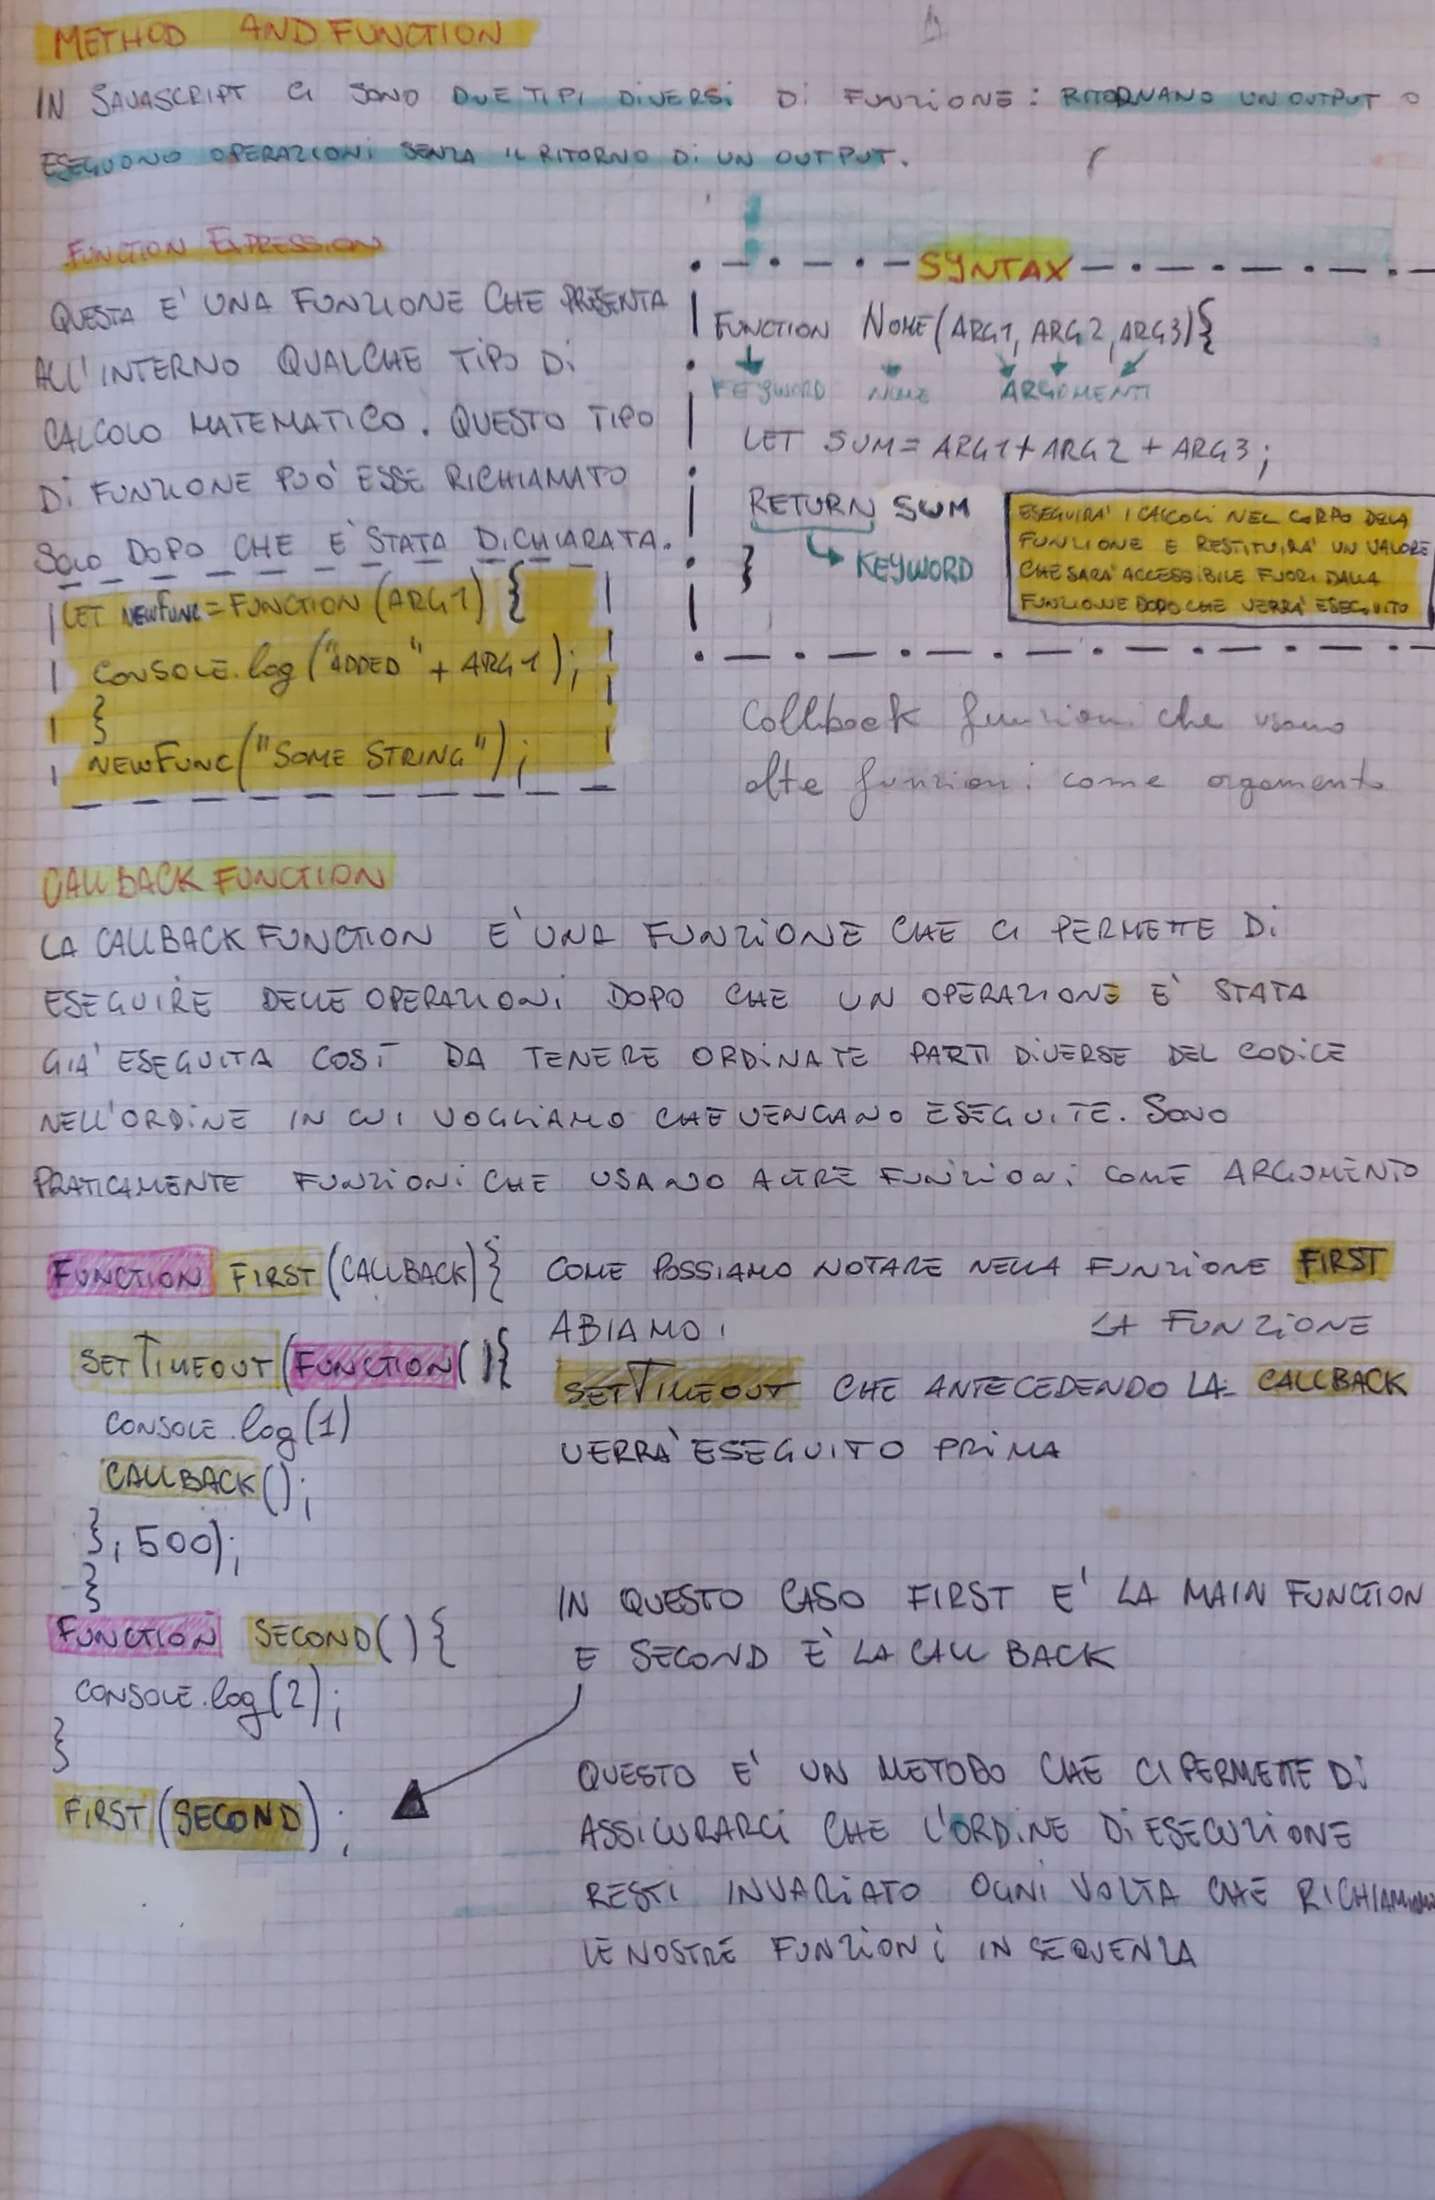 METHOD AND FUNCTION
IN JAVASCRIPT CI SONO DUE TIPI DIVERSI DI FUNZIONE: RITORNANO UN OUTPUT O
ESEGUONO OPERAZIONI SENZA IL RITORNO DI UN OUTPUT.
FUNCTION EXPRESSION
QUESTA E' UNA FUNZIONE CHE PRESENTA
ALL'INTERNO QUALCHE TIPO DI
CALCOLO MATEMATICO. QUESTO TIPO
DI FUNZIONE PUO' ESSE RICHIAMATO
SOLO DOPO CHE E' STATA DICHIARATA.
LET NEWFUNC = FUNCTION (ARG1) {
CONSOLE.log("ADDED" + ARG1);
}
NEWFUNC("SOME STRING");
SYNTAX
FUNCTION NOME(ARG1, ARG2, ARG3){
KEYWORD NOME ARGOMENTI
LET SUM = ARG1 + ARG2 + ARG3;
RETURN SUM
KEYWORD
}
ESEGUIRA' I CALCOLI NEL CORPO DELA
FUNZIONE E RESTITUIRA' UN VALORE
CHE SARA' ACCESSIBILE FUORI DALLA
FUNZIONE DOPO CHE VERRA' ESEGUITO
Callback funzioni che usano
alte funzioni come argomento
CALLBACK FUNCTION
LA CALLBACK FUNCTION E' UNA FUNZIONE CHE CI PERMETTE DI
ESEGUIRE DELLE OPERAZIONI DOPO CHE UN OPERAZIONE E' STATA
GIA' ESEGUITA COSI DA TENERE ORDINATE PARTI DIVERSE DEL CODICE
NELL'ORDINE IN CUI VOGLIAMO CHE VENGANO ESEGUITE. SONO
PRATICAMENTE FUNZIONI CHE USANO ALTRE FUNZIONI COME ARGOMENTO
FUNCTION FIRST(CALLBACK){
SETTIMEOUT(FUNCTION(){
CONSOLE.log(1)
CALLBACK();
}, 500);
}
FUNCTION SECOND(){
CONSOLE.log(2);
}
FIRST(SECOND);
COME POSSIAMO NOTARE NELLA FUNZIONE FIRST
ABIAMO LA FUNZIONE
SETTIMEOUT CHE ANTECEDENDO LA CALLBACK
VERRA' ESEGUITO PRIMA
IN QUESTO CASO FIRST E' LA MAIN FUNCTION
E SECOND E' LA CALL BACK
QUESTO E' UN METODO CHE CI PERMETTE DI
ASSICURARCI CHE L'ORDINE DI ESECUZIONE
RESTI INVARIATO OGNI VOLTA CHE RICHIAMIAMO
LE NOSTRE FUNZIONI IN SEQUENZA